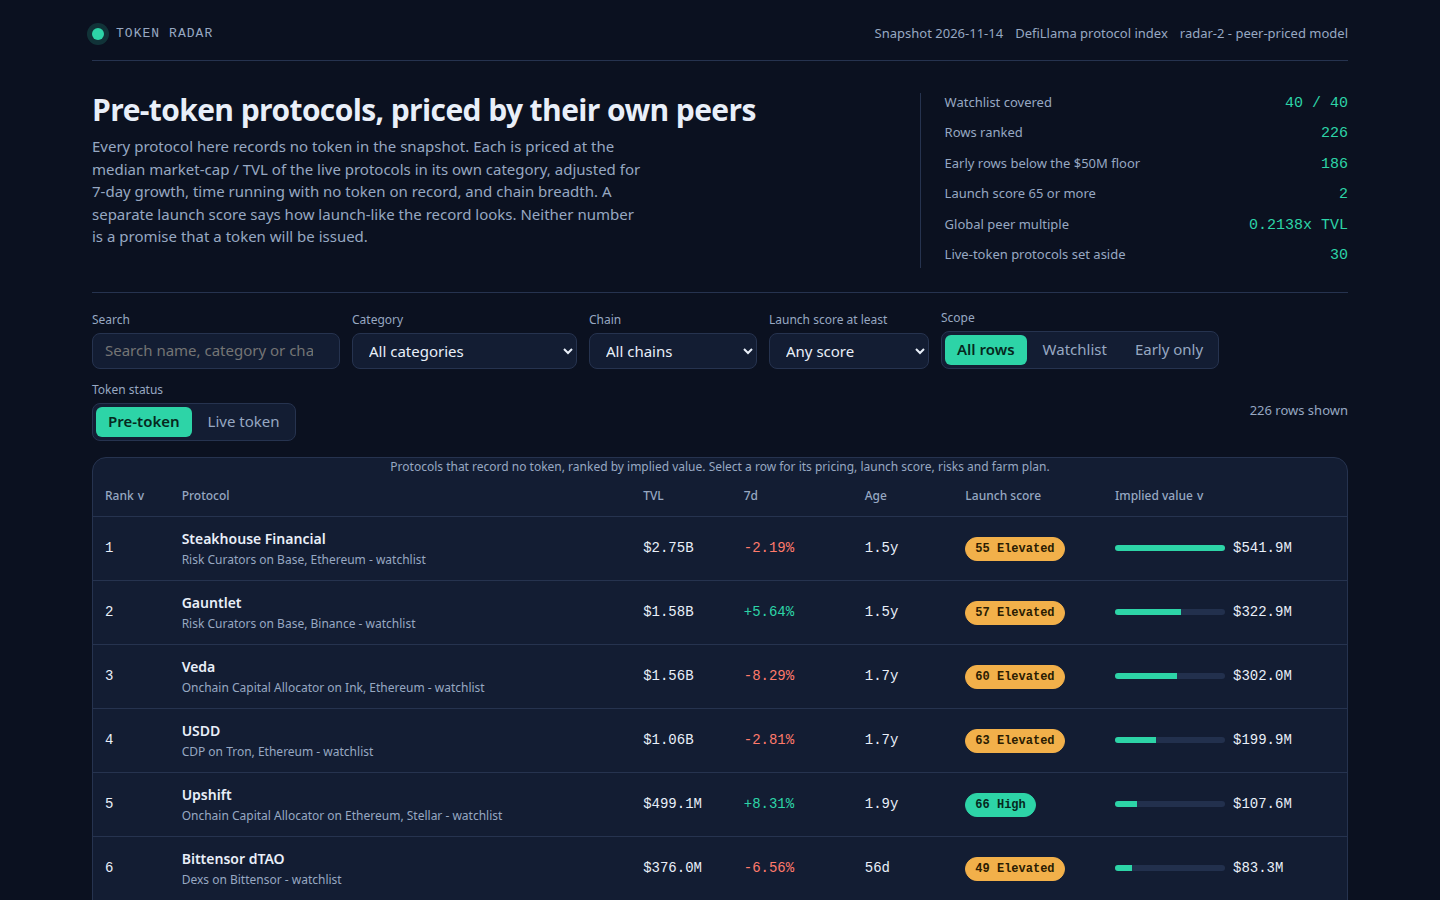 TOKEN RADAR
Snapshot 2026-11-14 DefiLlama protocol index radar-2 - peer-priced model
Pre-token protocols, priced by their own peers
Every protocol here records no token in the snapshot. Each is priced at the
median market-cap / TVL of the live protocols in its own category, adjusted for
7-day growth, time running with no token on record, and chain breadth. A
separate launch score says how launch-like the record looks. Neither number
is a promise that a token will be issued.
Watchlist covered 40 / 40
Rows ranked 226
Early rows below the $50M floor 186
Launch score 65 or more 2
Global peer multiple 0.2138x TVL
Live-token protocols set aside 30
Search Category Chain Launch score at least Scope
Search name, category or cha All categories All chains Any score All rows Watchlist Early only
Token status
Pre-token Live token 226 rows shown
Protocols that record no token, ranked by implied value. Select a row for its pricing, launch score, risks and farm plan.
Rank v Protocol TVL 7d Age Launch score Implied value v
1 Steakhouse Financial $2.75B -2.19% 1.5y 55 Elevated $541.9M
Risk Curators on Base, Ethereum - watchlist
2 Gauntlet $1.58B +5.64% 1.5y 57 Elevated $322.9M
Risk Curators on Base, Binance - watchlist
3 Veda $1.56B -8.29% 1.7y 60 Elevated $302.0M
Onchain Capital Allocator on Ink, Ethereum - watchlist
4 USDD $1.06B -2.81% 1.7y 63 Elevated $199.9M
CDP on Tron, Ethereum - watchlist
5 Upshift $499.1M +8.31% 1.9y 66 High $107.6M
Onchain Capital Allocator on Ethereum, Stellar - watchlist
6 Bittensor dTAO $376.0M -6.56% 56d 49 Elevated $83.3M
Dexs on Bittensor - watchlist